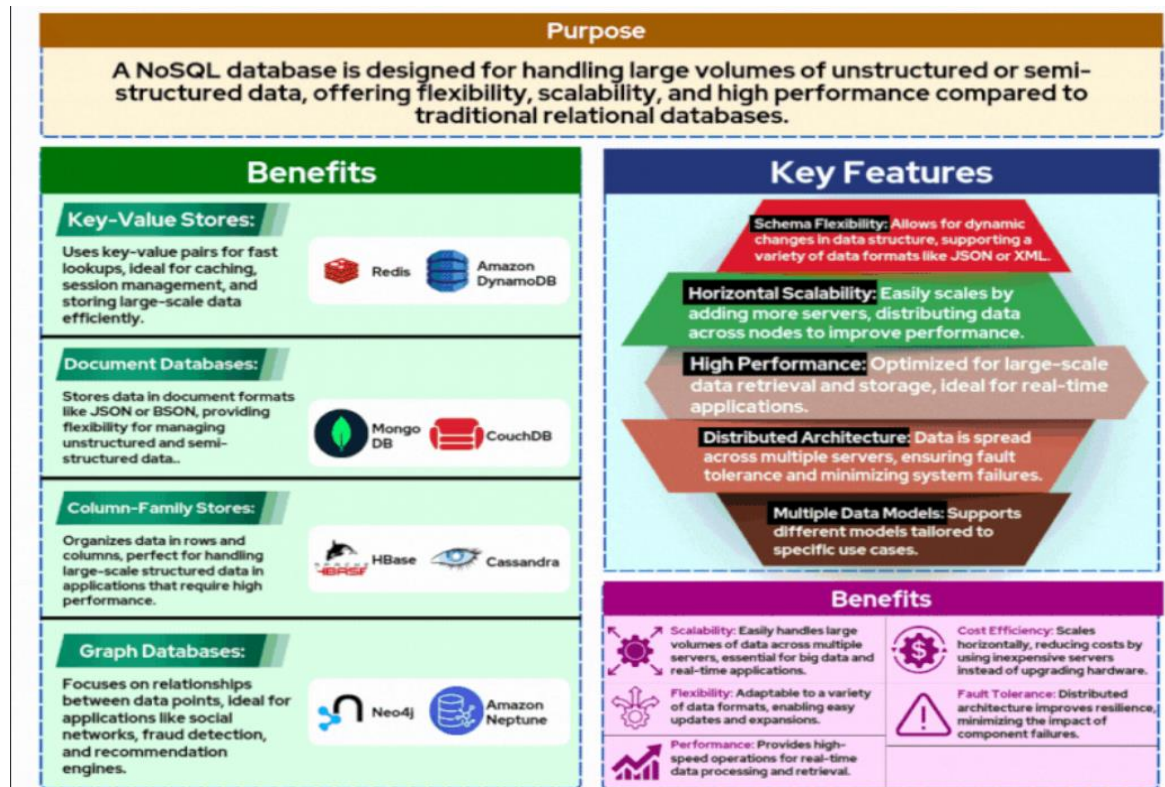 Purpose
A NoSQL database is designed for handling large volumes of unstructured or semi-
structured data, offering flexibility, scalability, and high performance compared to
traditional relational databases.
Benefits
Key-Value Stores:
Uses key-value pairs for fast
lookups, ideal for caching,
session management, and
storing large-scale data
efficiently.
Redis
Amazon
DynamoDB
Document Databases:
Stores data in document formats
like JSON or BSON, providing
flexibility for managing
unstructured and semi-
structured data..
Mongo
DB
CouchDB
Column-Family Stores:
Organizes data in rows and
columns, perfect for handling
large-scale structured data in
applications that require high
performance.
APACHE
HBASE
HBase
Cassandra
Graph Databases:
Focuses on relationships
between data points, ideal for
applications like social
networks, fraud detection,
and recommendation
engines.
Neo4j
Amazon
Neptune
Key Features
Schema Flexibility: Allows for dynamic
changes in data structure, supporting a
variety of data formats like JSON or XML.
Horizontal Scalability: Easily scales by
adding more servers, distributing data
across nodes to improve performance.
High Performance: Optimized for large-scale
data retrieval and storage, ideal for real-time
applications.
Distributed Architecture: Data is spread
across multiple servers, ensuring fault
tolerance and minimizing system failures.
Multiple Data Models: Supports
different models tailored to
specific use cases.
Benefits
Scalability: Easily handles large
volumes of data across multiple
servers, essential for big data and
real-time applications.
Flexibility: Adaptable to a variety
of data formats, enabling easy
updates and expansions.
Performance: Provides high-
speed operations for real-time
data processing and retrieval.
Cost Efficiency: Scales
horizontally, reducing costs by
using inexpensive servers
instead of upgrading hardware.
Fault Tolerance: Distributed
architecture improves resilience,
minimizing the impact of
component failures.